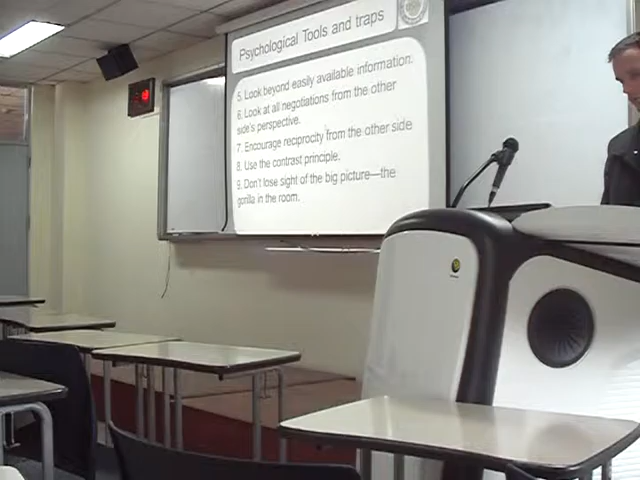 Psychological Tools and traps
5. Look beyond easily available information.
6. Look at all negotiations from the other
side's perspective.
7. Encourage reciprocity from the other side
8. Use the contrast principle.
9. Don't lose sight of the big picture—the
gorilla in the room.